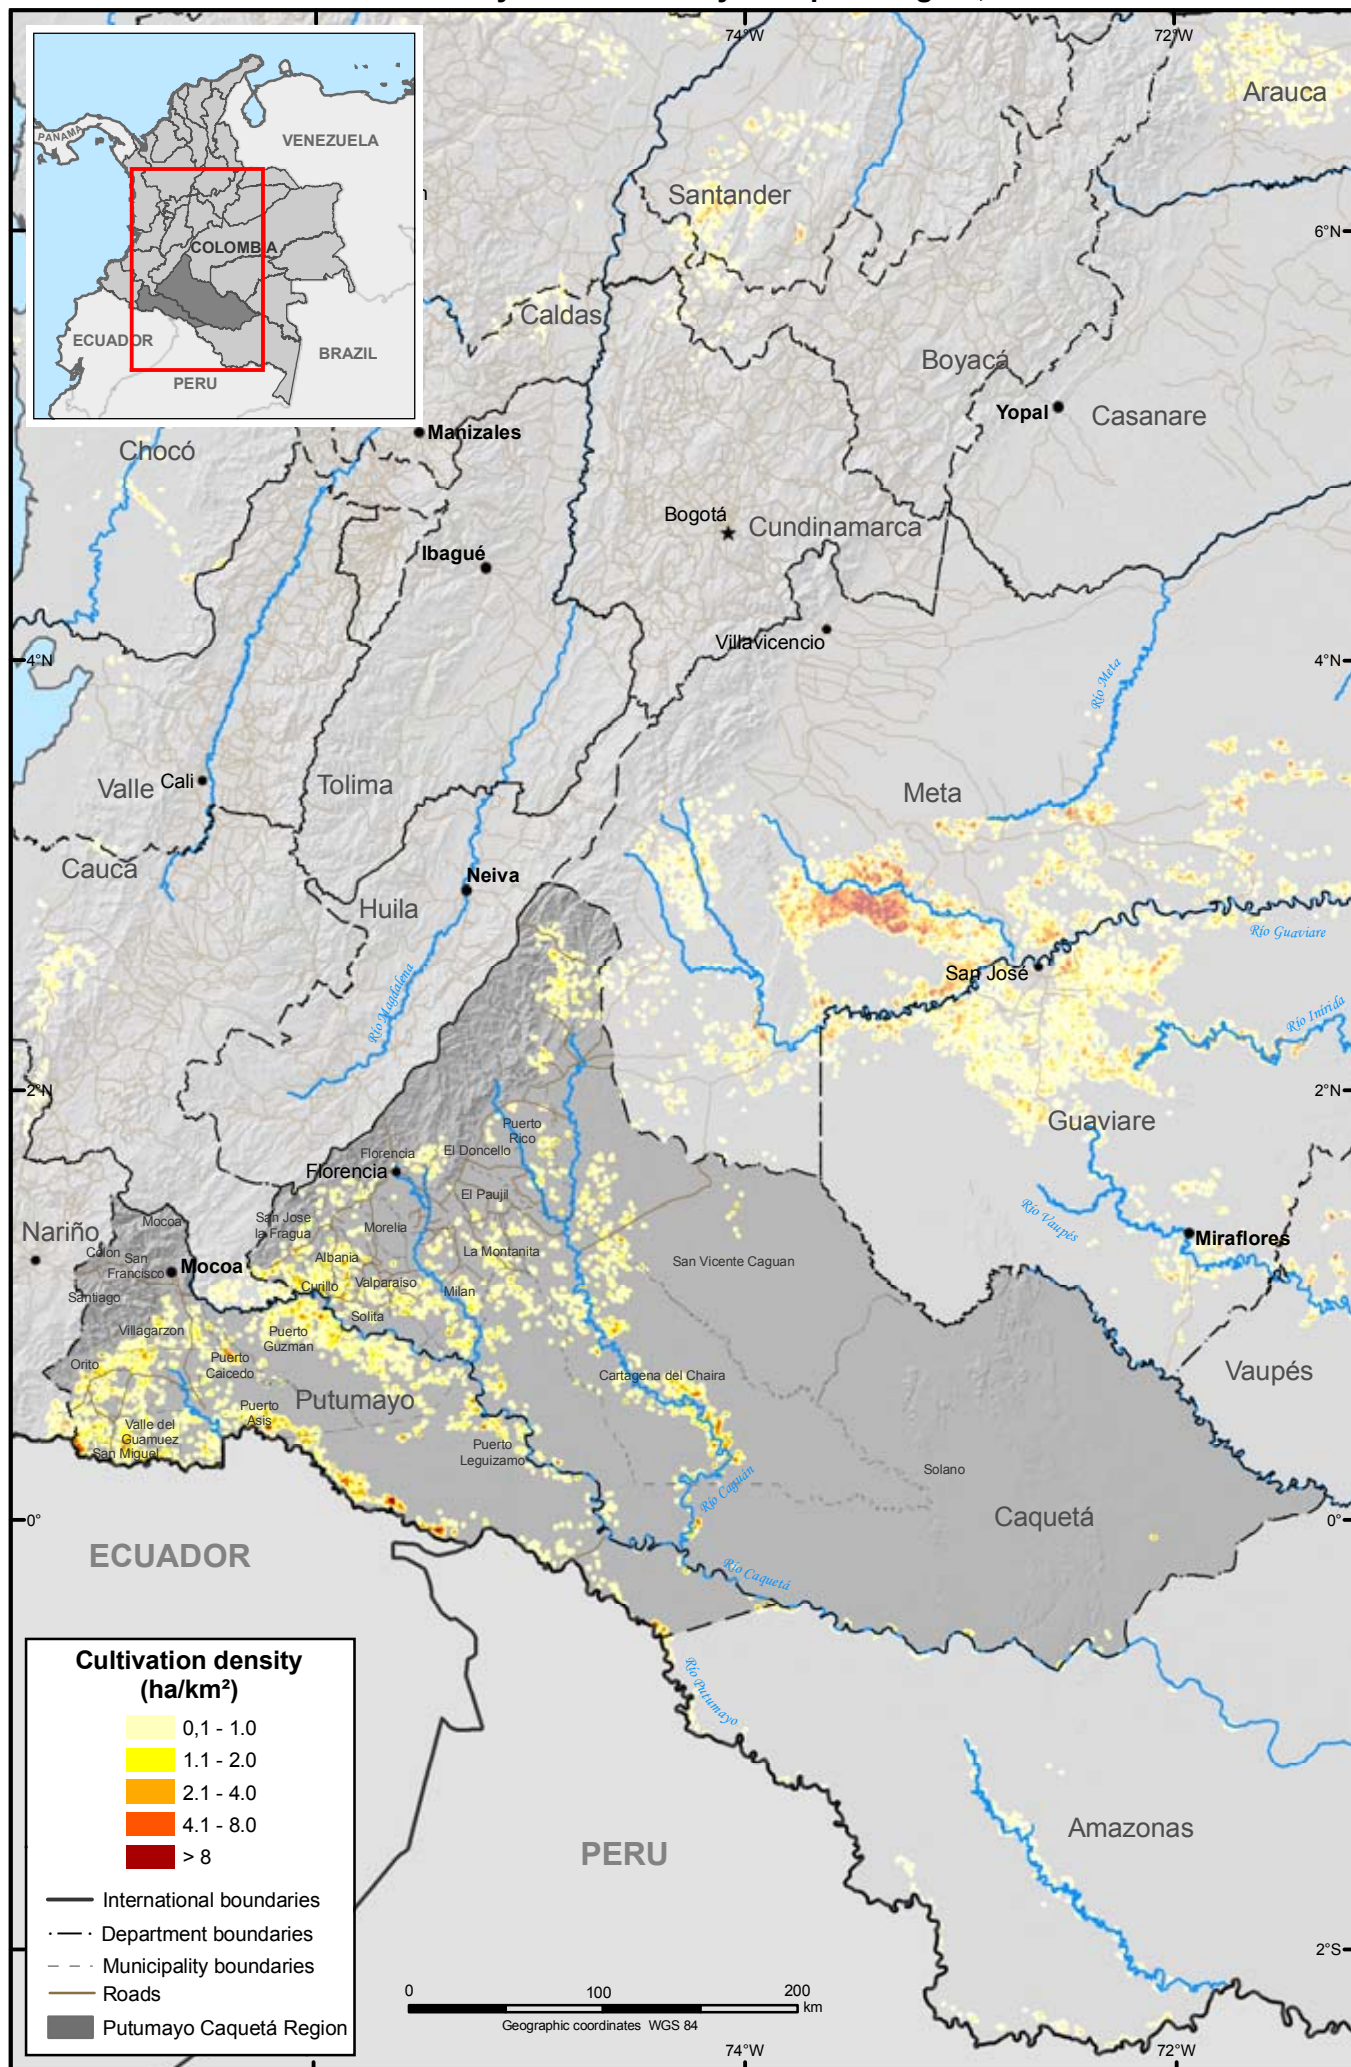 74°W
72°W
Arauca
PANAMA
VENEZUELA
COLOMBIA
ECUADOR
BRAZIL
PERU
Santander
6°N
Caldas
Boyacá
Yopal
Casanare
Chocó
Manizales
Bogotá
Cundinamarca
Ibagué
Villavicencio
4°N
4°N
Río Meta
Valle
Cali
Tolima
Meta
Cauca
Neiva
Huila
Río Guaviare
San José
Río Magdalena
Río Inírida
2°N
2°N
Guaviare
Puerto
Rico
El Doncello
Florencia
Florencia
El Paujil
San Jose
la Fragua
Morelia
Río Vaupés
Miraflores
Nariño
Mocoa
Colon
San
Francisco
Mocoa
Albania
La Montanita
San Vicente Caguan
Curillo
Valparaiso
Milan
Santiago
Solita
Villagarzon
Puerto
Guzman
Orito
Puerto
Caicedo
Cartagena del Chaira
Vaupés
Putumayo
Puerto
Asis
Valle del
Guamuez
San Miguel
Puerto
Leguizamo
Solano
Río Caguán
Caquetá
0°
0°
ECUADOR
Río Caquetá
Río Putumayo
Cultivation density
(ha/km²)
0,1 - 1.0
1.1 - 2.0
2.1 - 4.0
4.1 - 8.0
> 8
International boundaries
Department boundaries
Municipality boundaries
Roads
Putumayo Caquetá Region
PERU
Amazonas
2°S
0
100
200
km
Geographic coordinates WGS 84
74°W
72°W